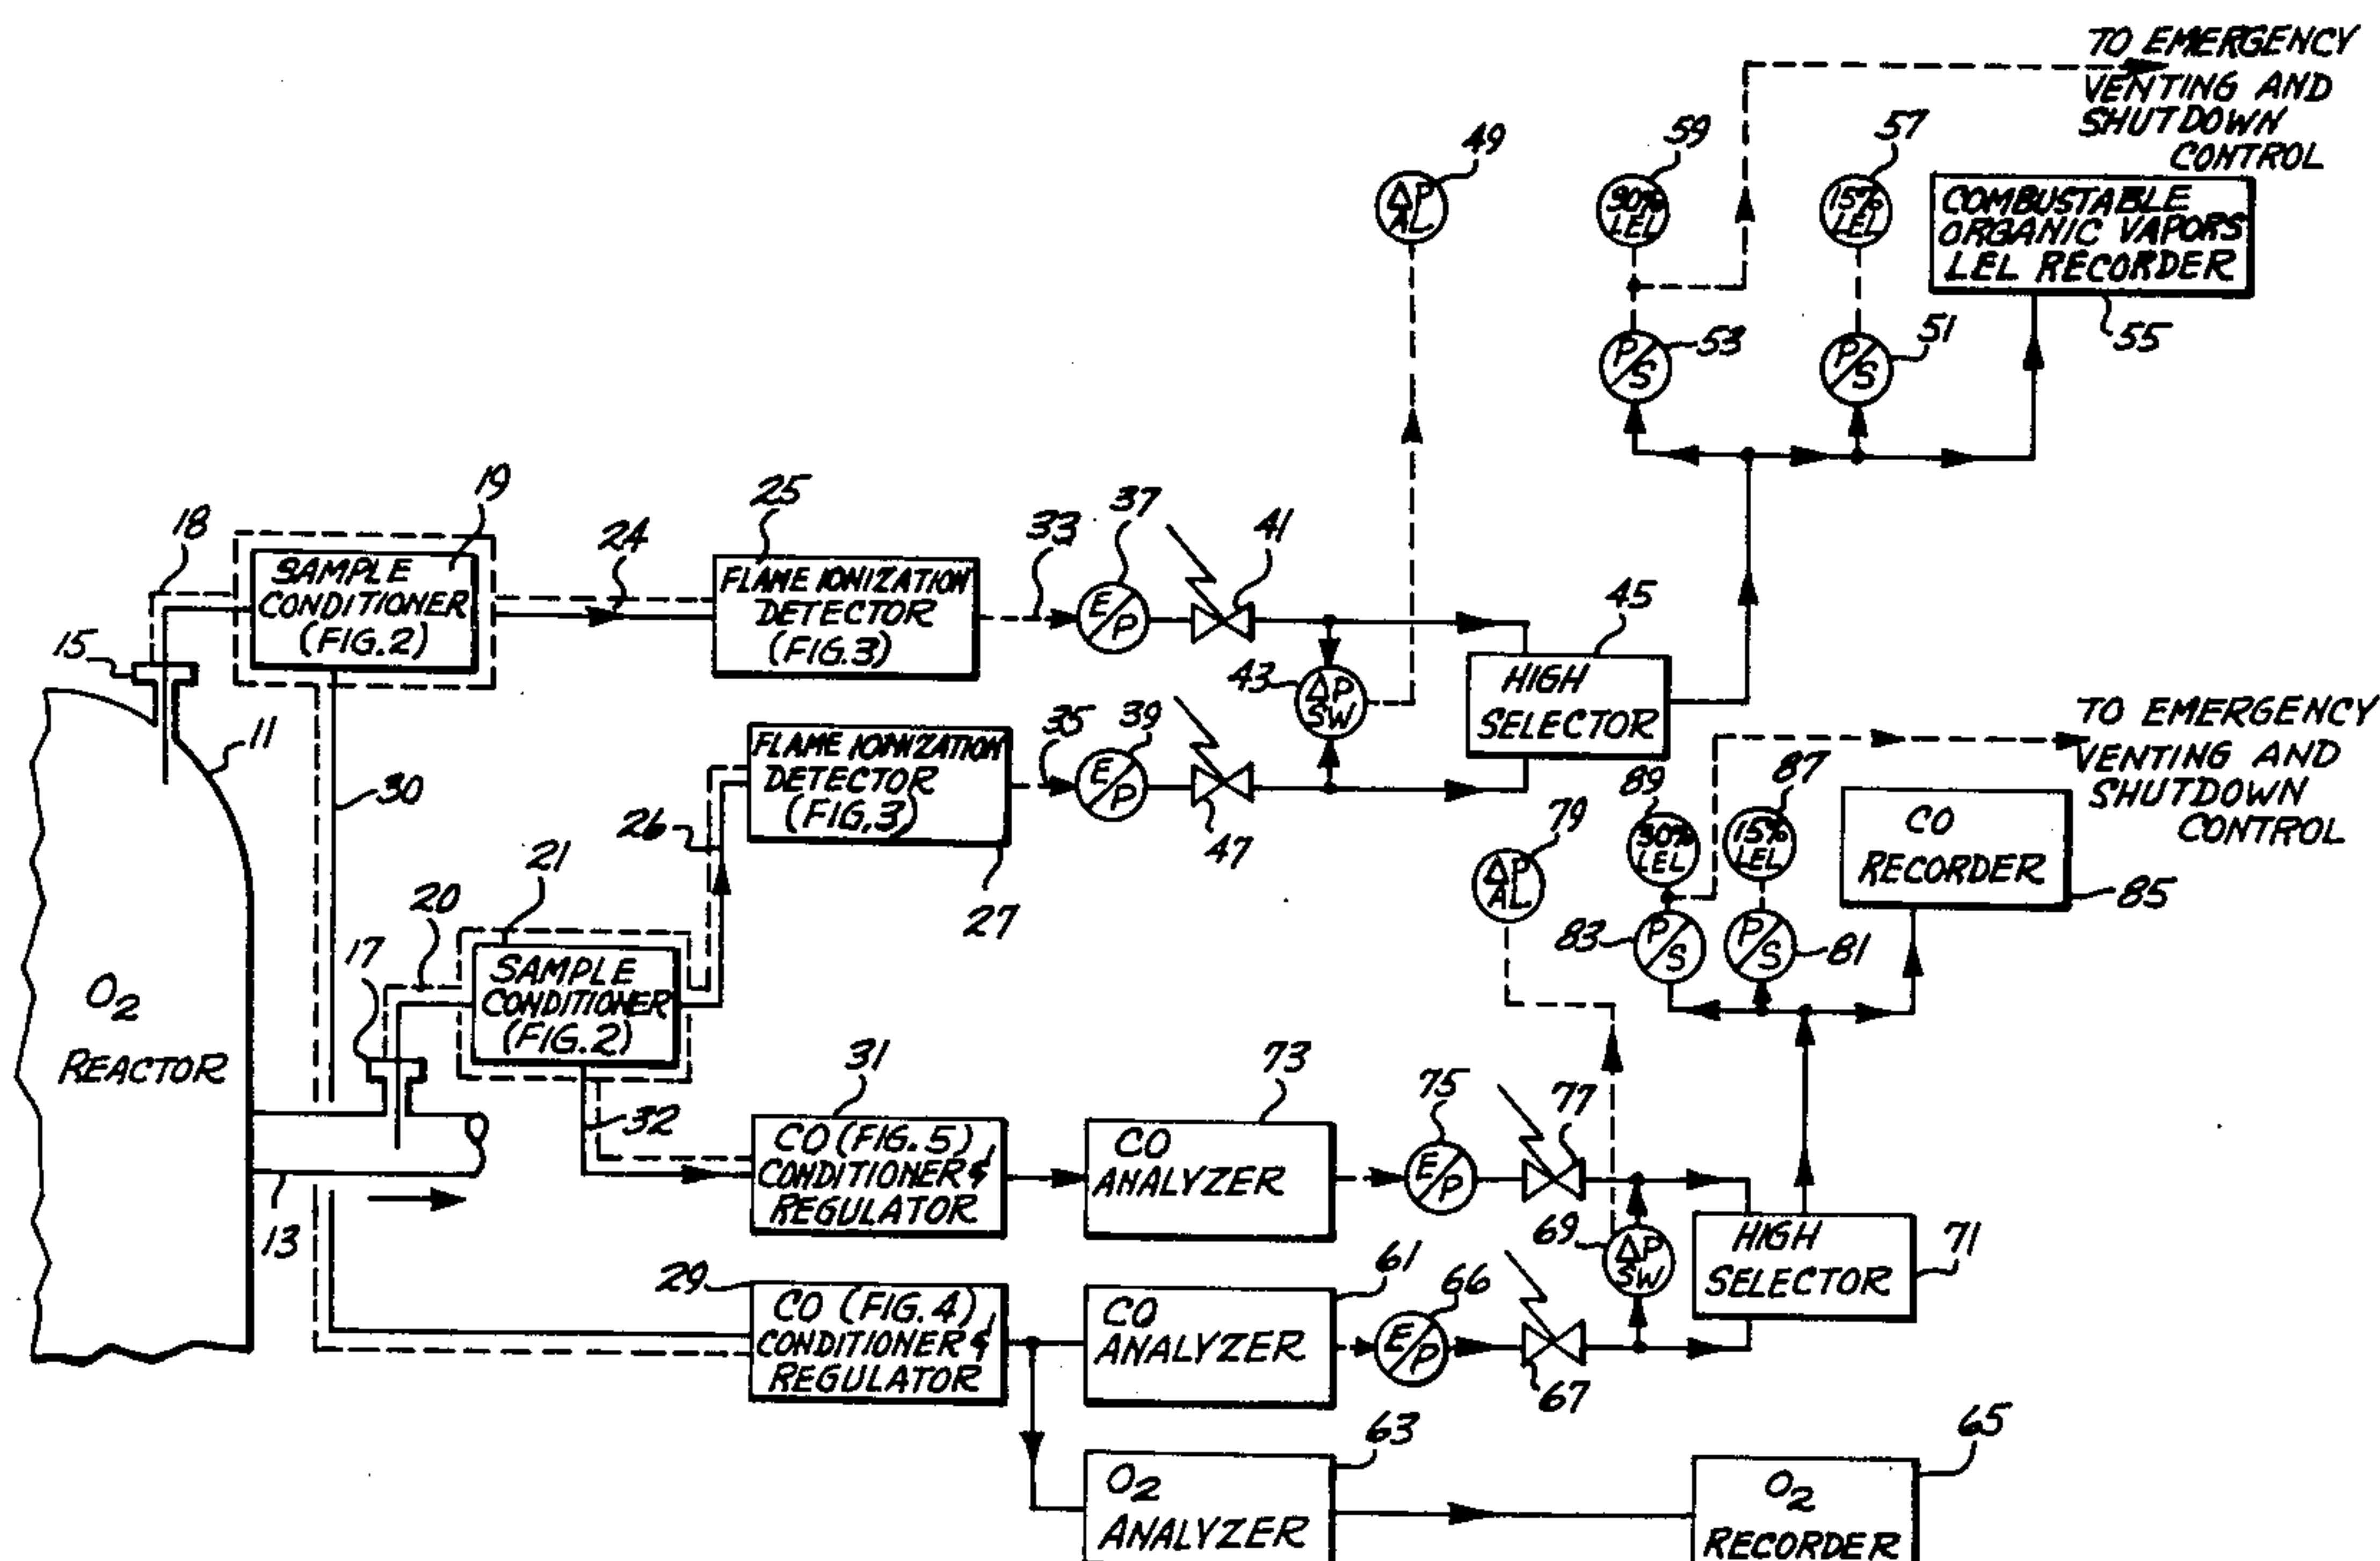 TO EMERGENCY
VENTING AND
SHUTDOWN
CONTROL
49
59
57
ΔP
AL
90%
LEL
15%
LEL
COMBUSTABLE
ORGANIC VAPORS
LEL RECORDER
P/S
53
P/S
51
55
19
18
25
24
33
37
41
SAMPLE
CONDITIONER
(FIG.2)
FLAME IONIZATION
DETECTOR
(FIG.3)
E/P
45
15
43
ΔP
SW
HIGH
SELECTOR
11
30
FLAME IONIZATION
DETECTOR
(FIG.3)
35
39
E/P
47
TO EMERGENCY
VENTING AND
SHUTDOWN
CONTROL
26
27
79
89
87
ΔP
AL
LEL
15%
LEL
CO
RECORDER
85
21
20
17
SAMPLE
CONDITIONER
(FIG.2)
83
P/S
P/S
81
O2
REACTOR
31
73
75
77
32
CO (FIG. 5)
CONDITIONER &
REGULATOR
CO
ANALYZER
E/P
13
69
ΔP
SW
HIGH
SELECTOR
71
29
CO (FIG. 4)
CONDITIONER &
REGULATOR
61
CO
ANALYZER
66
E/P
67
63
O2
ANALYZER
65
O2
RECORDER